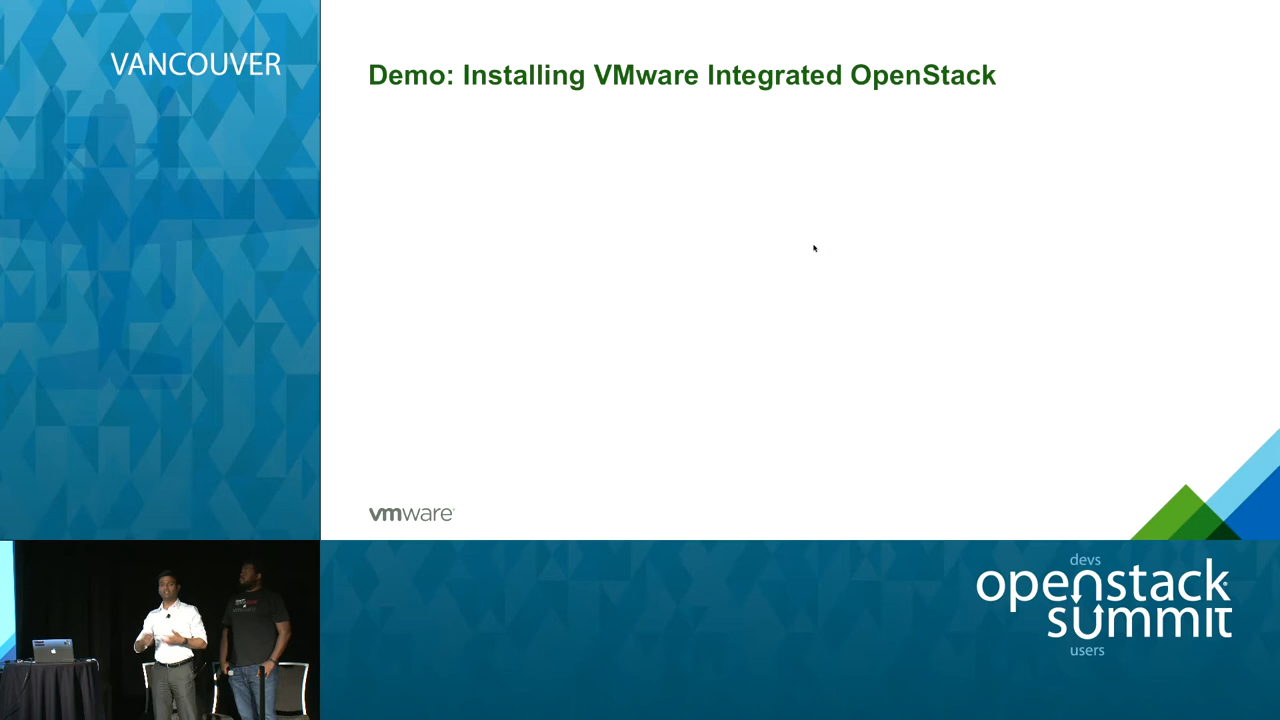 VANCOUVER
Demo: Installing VMware Integrated OpenStack
vmware
devs
openstack
summit
users